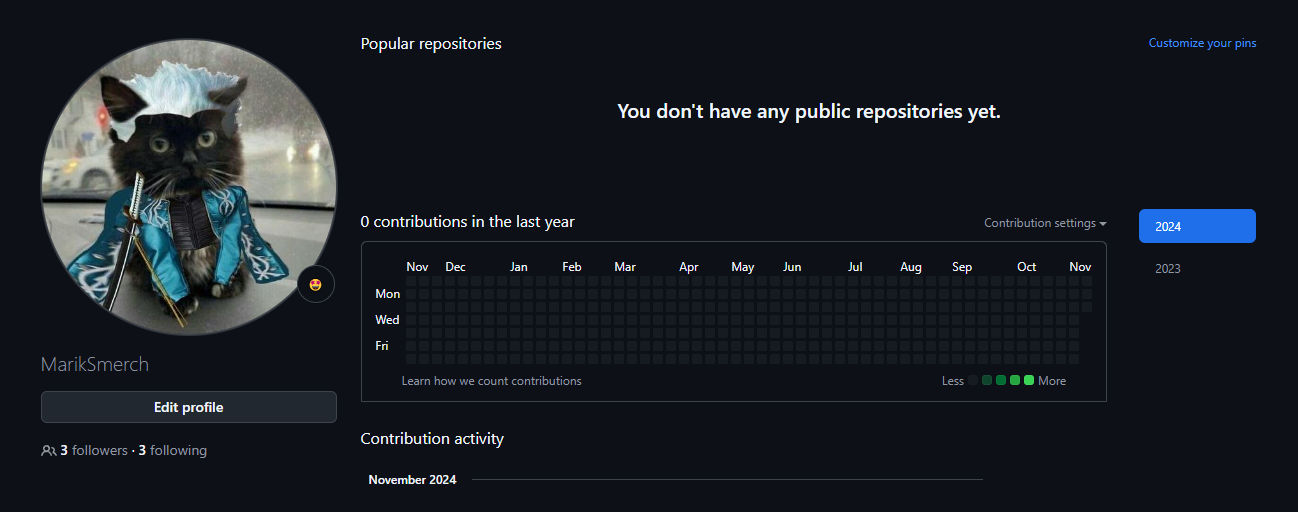 Popular repositories
Customize your pins
You don't have any public repositories yet.
0 contributions in the last year
Contribution settings
2024
2023
Nov Dec Jan Feb Mar Apr May Jun Jul Aug Sep Oct Nov
Mon
Wed
Fri
Learn how we count contributions
Less More
MarikSmerch
Edit profile
3 followers · 3 following
Contribution activity
November 2024